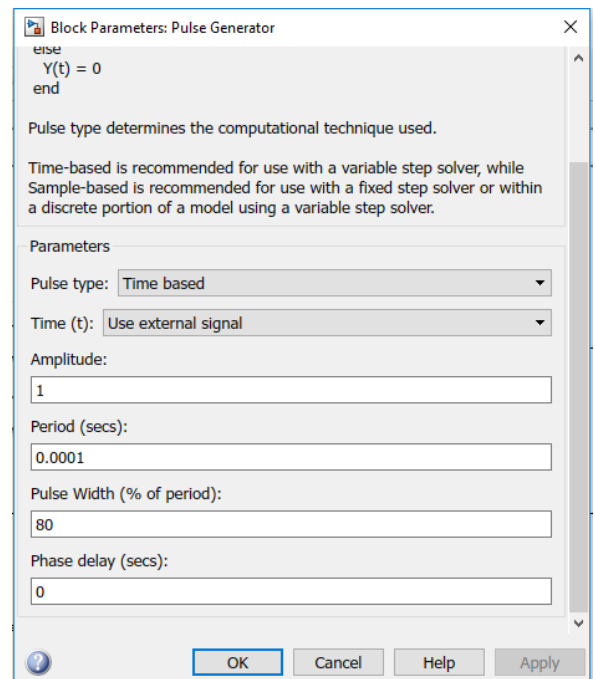 Block Parameters: Pulse Generator
else
Y(t) = 0
end
Pulse type determines the computational technique used.
Time-based is recommended for use with a variable step solver, while
Sample-based is recommended for use with a fixed step solver or within
a discrete portion of a model using a variable step solver.
Parameters
Pulse type: Time based
Time (t): Use external signal
Amplitude:
1
Period (secs):
0.0001
Pulse Width (% of period):
80
Phase delay (secs):
0
OK Cancel Help Apply